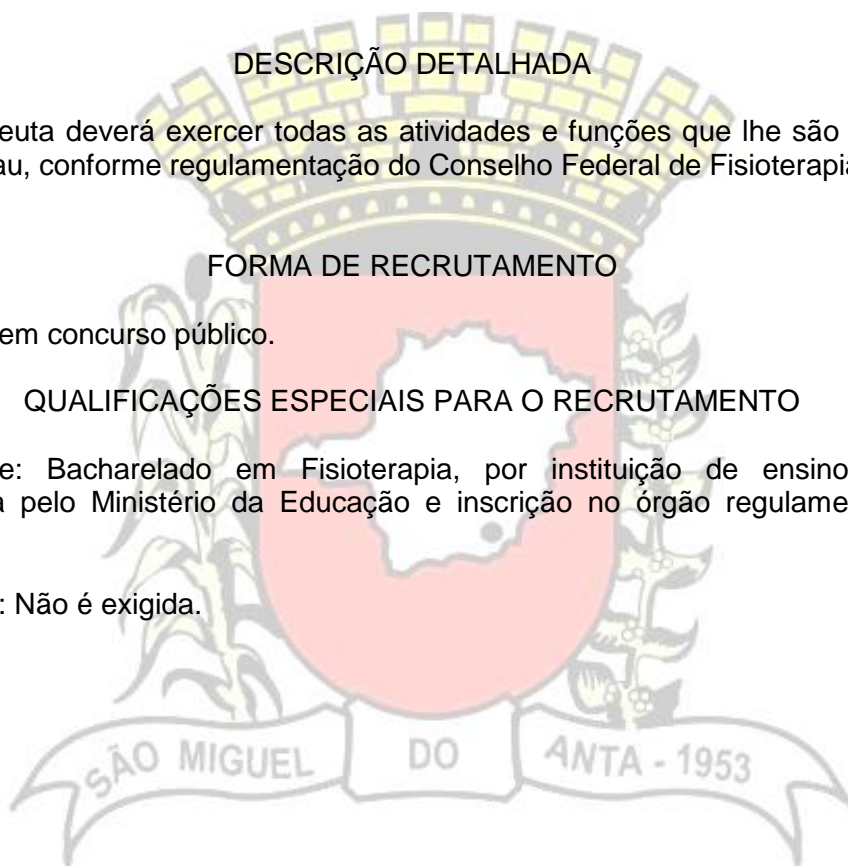 DESCRIÇÃO DETALHADA
euta deverá exercer todas as atividades e funções que lhe são
au, conforme regulamentação do Conselho Federal de Fisioterapia
FORMA DE RECRUTAMENTO
em concurso público.
QUALIFICAÇÕES ESPECIAIS PARA O RECRUTAMENTO
e: Bacharelado em Fisioterapia, por instituição de ensino
a pelo Ministério da Educação e inscrição no órgão regulame
: Não é exigida.
SÃO MIGUEL DO ANTA - 1953